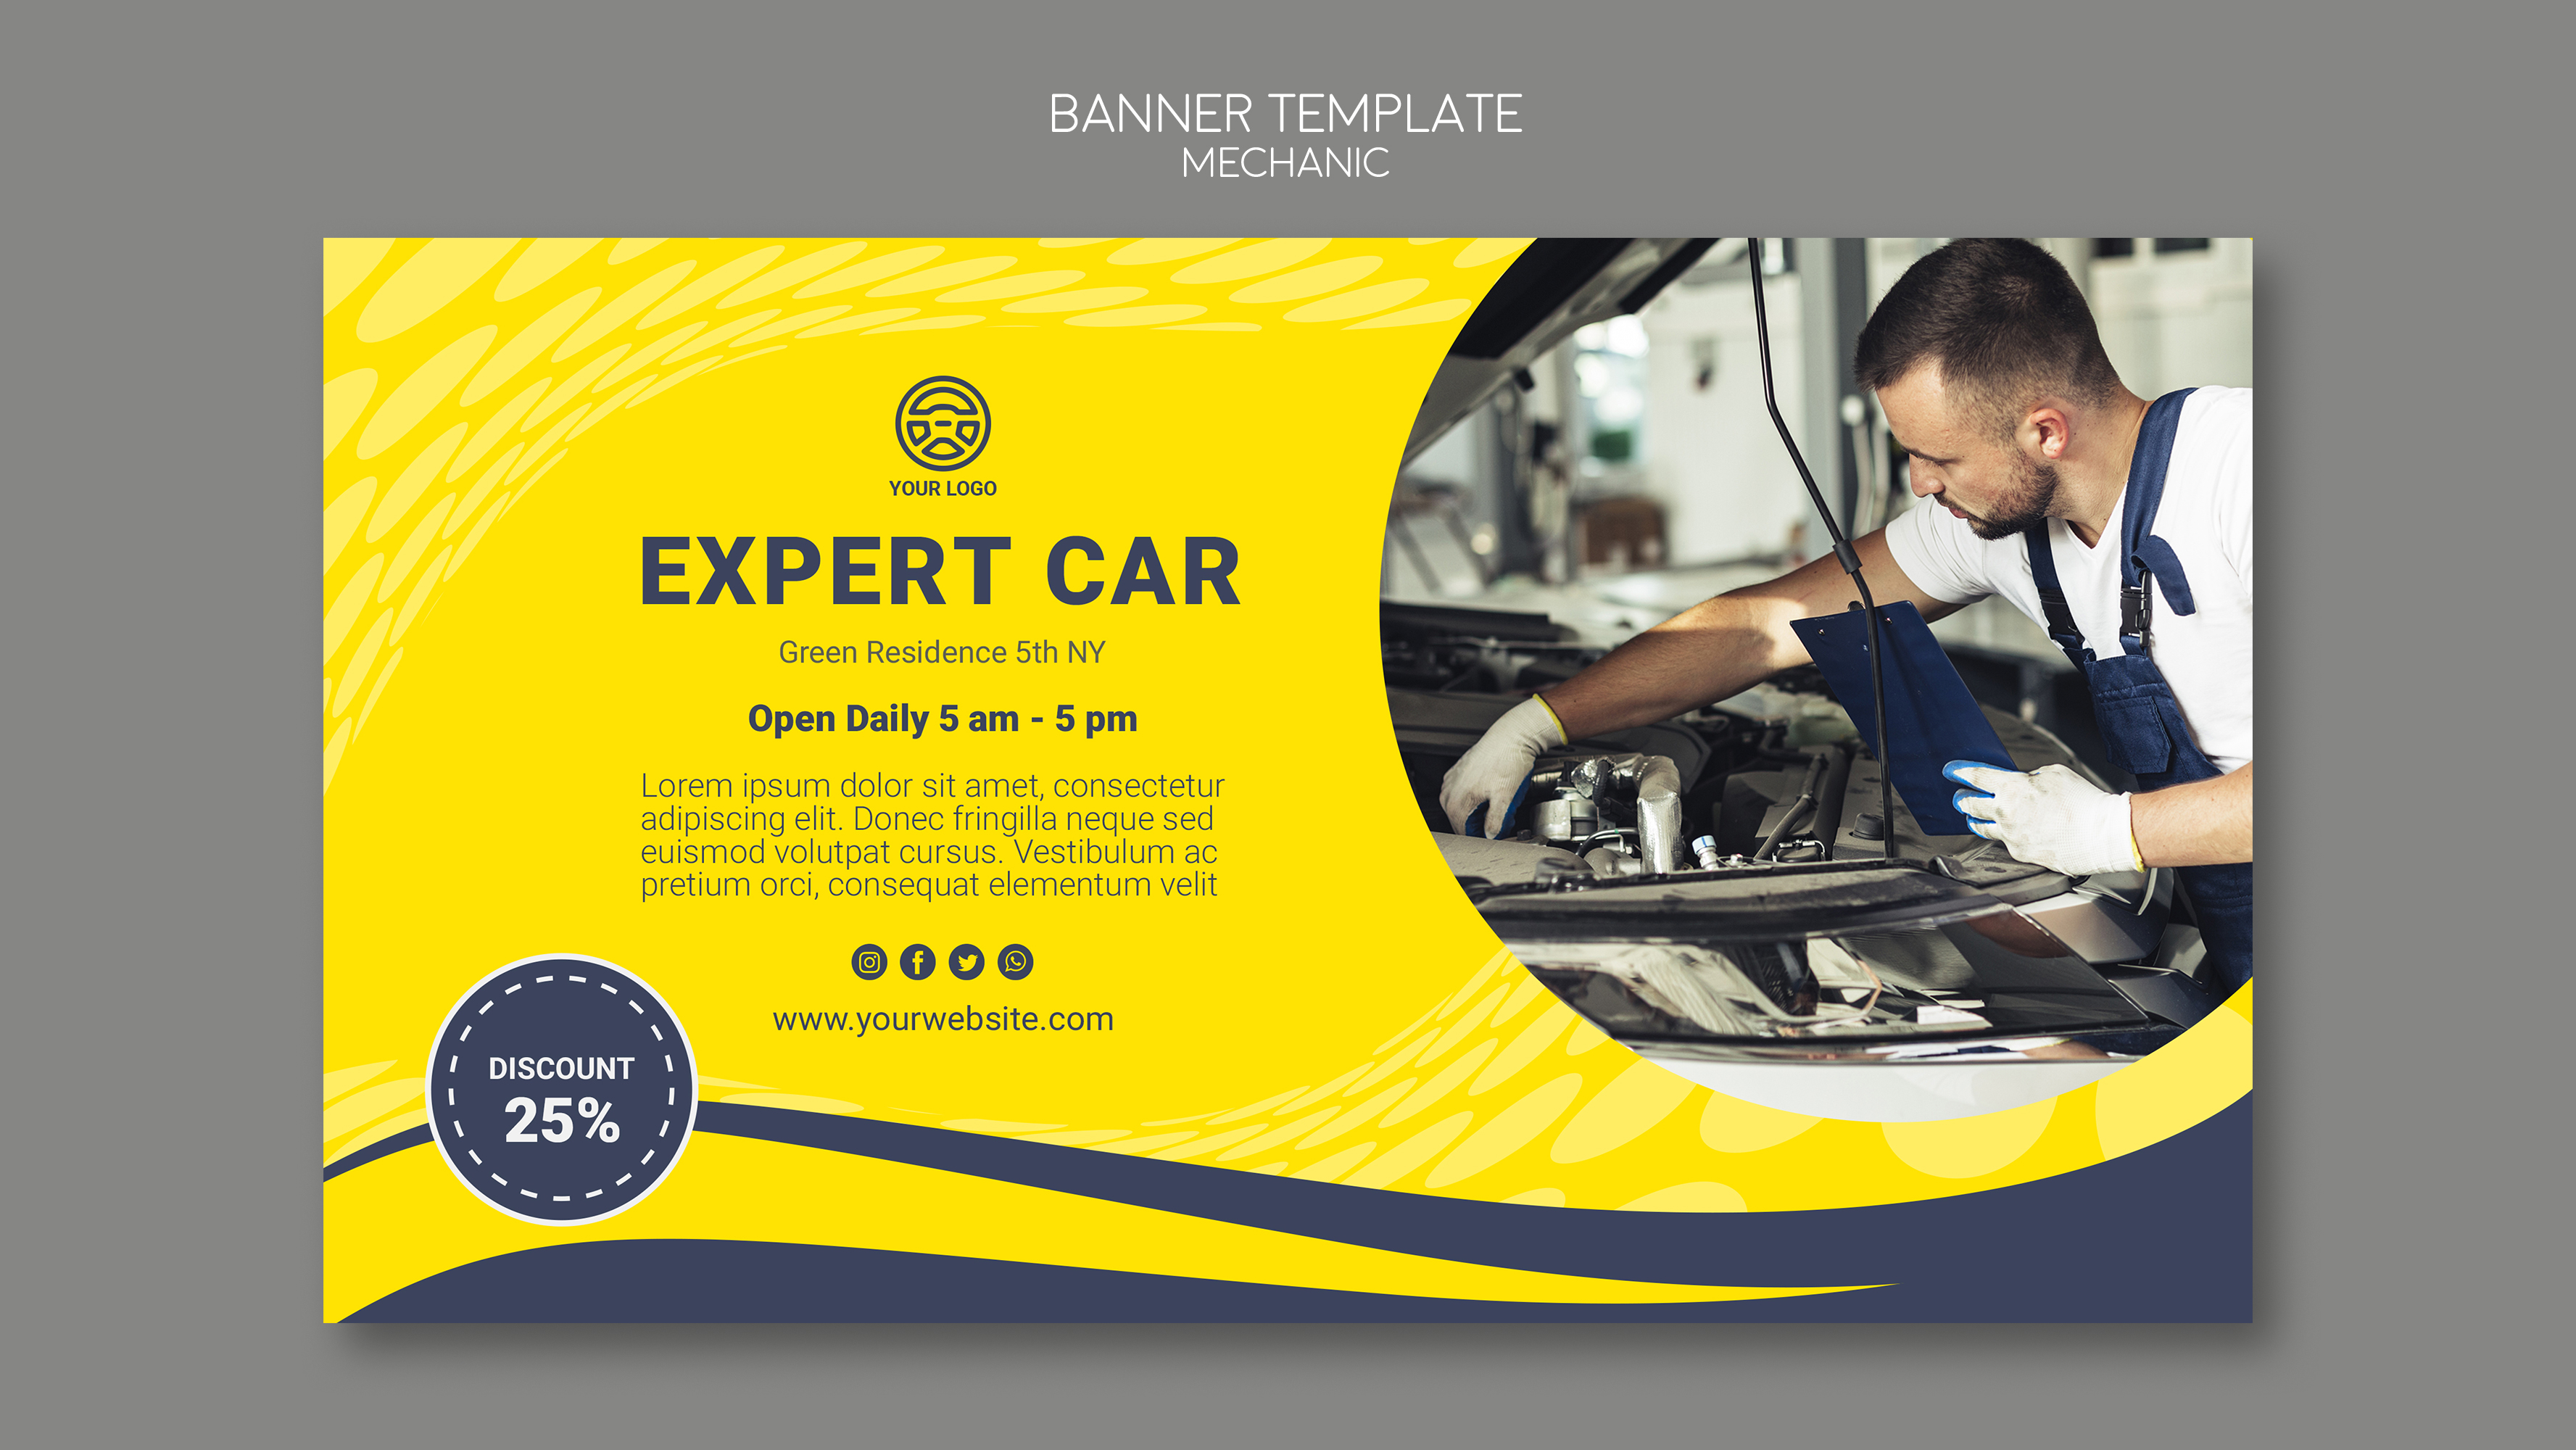 BANNER TEMPLATE
MECHANIC
YOUR LOGO
EXPERT CAR
Green Residence 5th NY
Open Daily 5 am - 5 pm
Lorem ipsum dolor sit amet, consectetur
adipiscing elit. Donec fringilla neque sed
euismod volutpat cursus. Vestibulum ac
pretium orci, consequat elementum velit
www.yourwebsite.com
DISCOUNT
25%